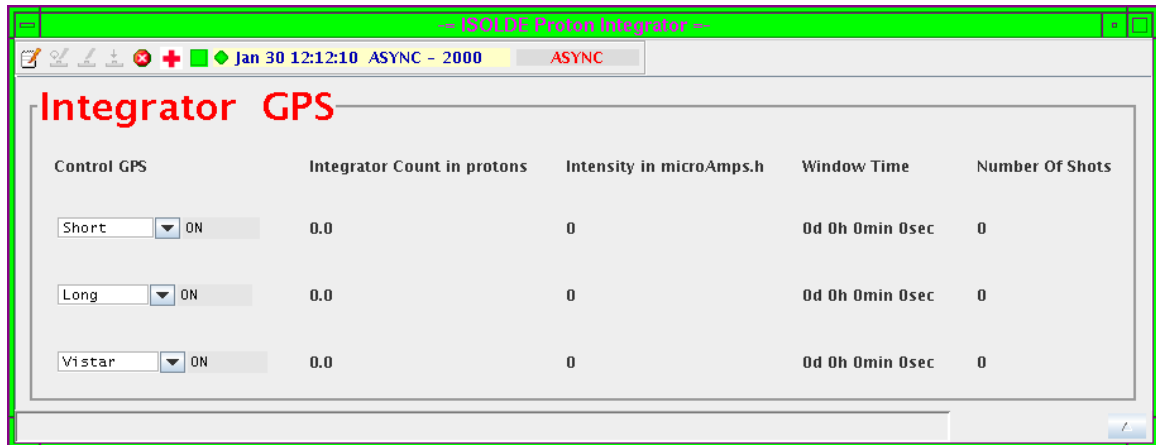 -= ISOLDE Proton Integrator =-
Jan 30 12:12:10 ASYNC - 2000 ASYNC
Integrator GPS
Control GPS Integrator Count in protons Intensity in microAmps.h Window Time Number Of Shots
Short ON 0.0 0 0d 0h 0min 0sec 0
Long ON 0.0 0 0d 0h 0min 0sec 0
Vistar ON 0.0 0 0d 0h 0min 0sec 0